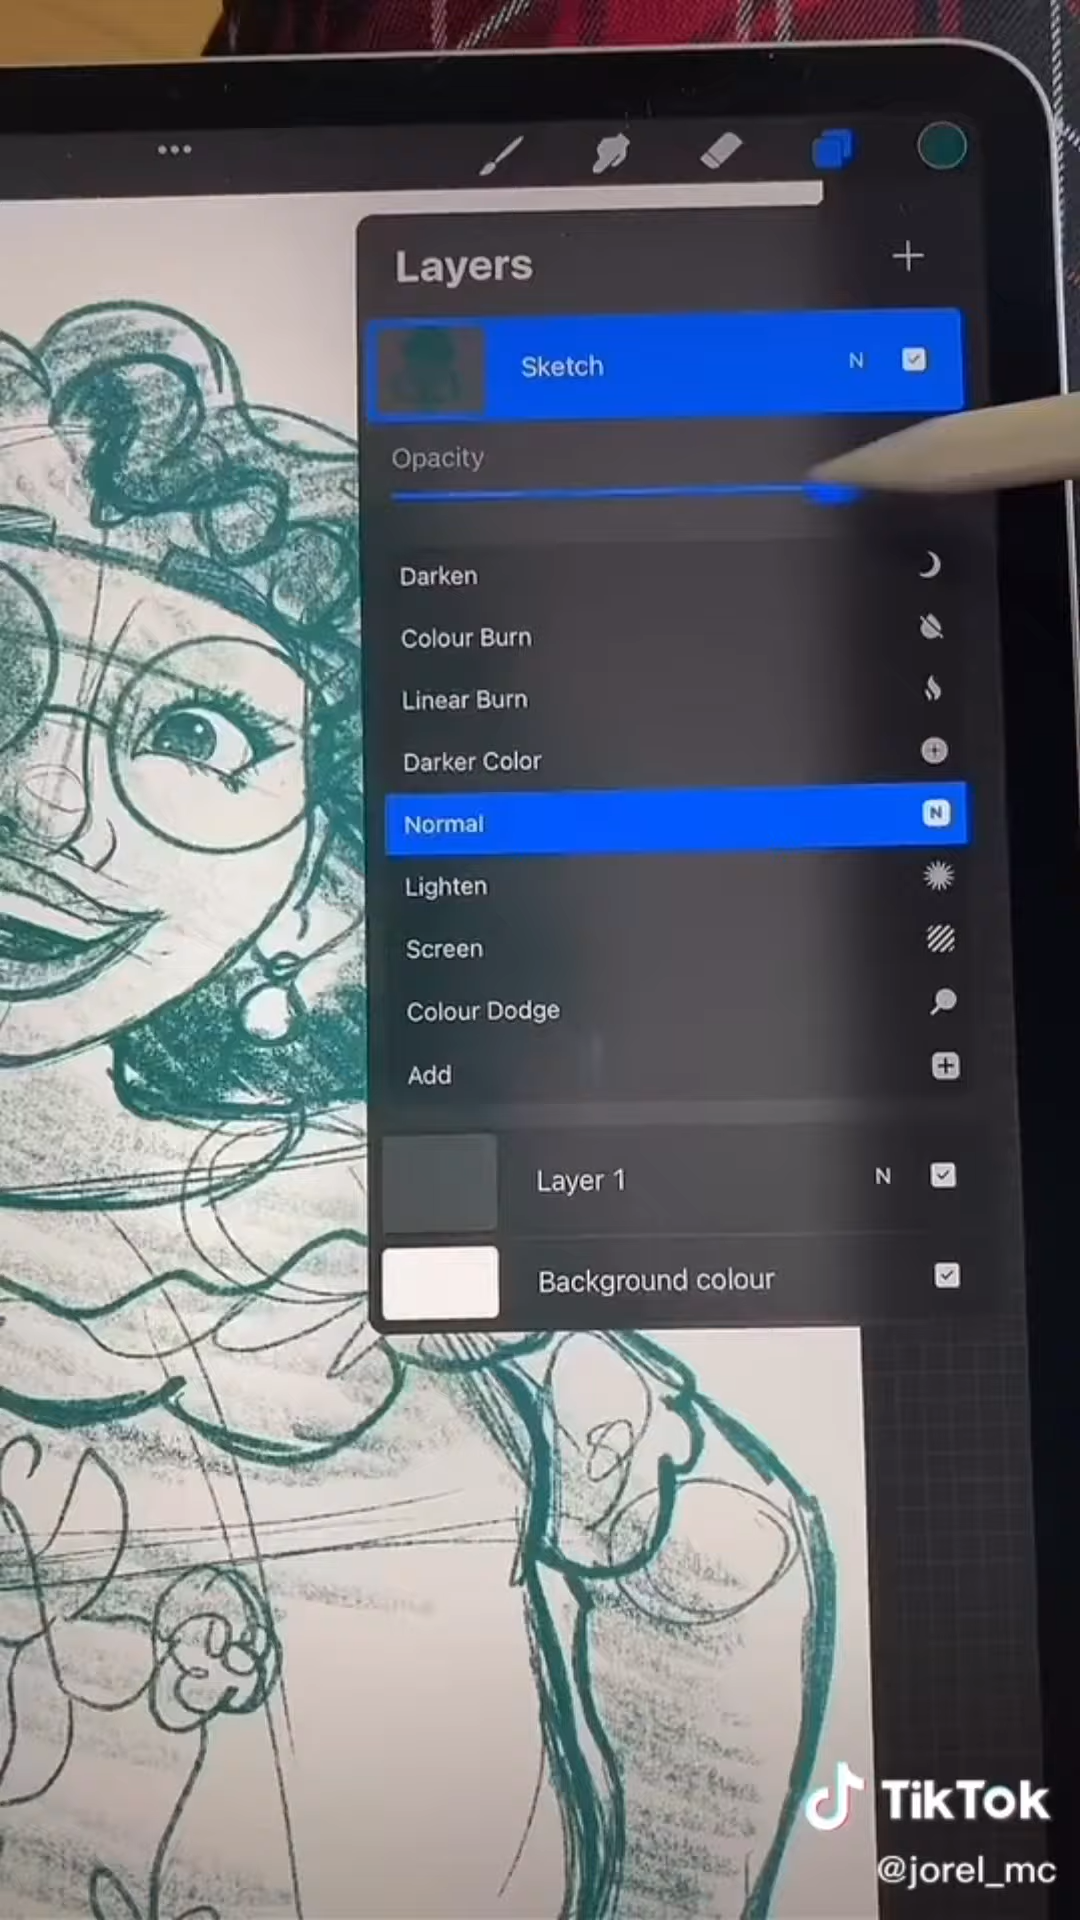 Layers
Sketch N
Opacity
Darken
Colour Burn
Linear Burn
Darker Color
Normal N
Lighten
Screen
Colour Dodge
Add
Layer 1 N
Background colour
TikTok
@jorel_mc